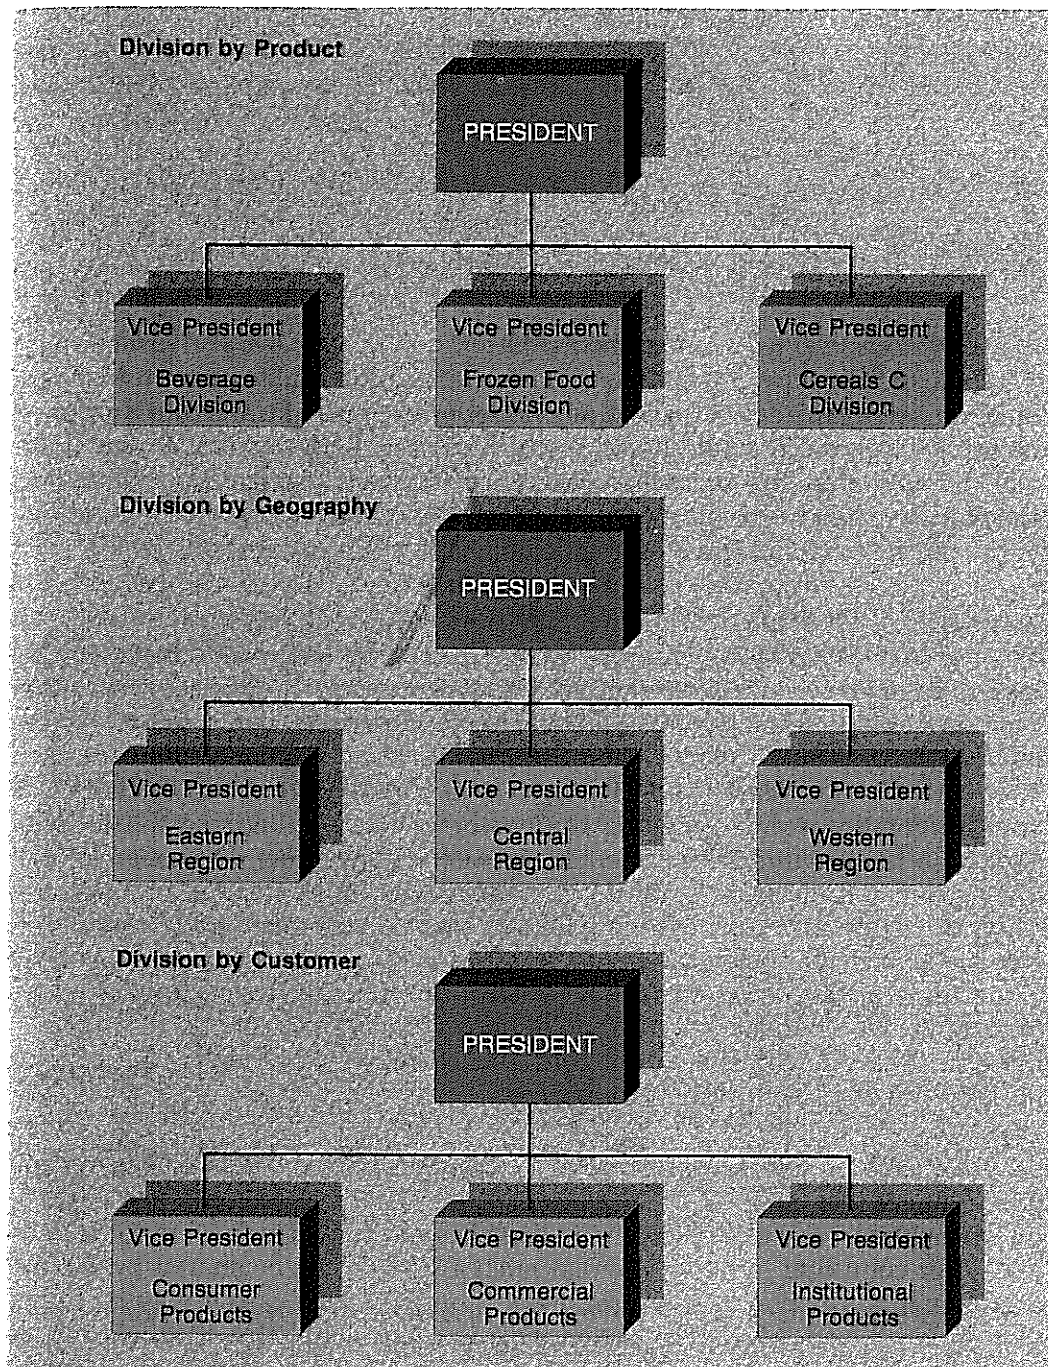 Division by Product
PRESIDENT
Vice President
Beverage
Division
Vice President
Frozen Food
Division
Vice President
Cereals C
Division
Division by Geography
PRESIDENT
Vice President
Eastern
Region
Vice President
Central
Region
Vice President
Western
Region
Division by Customer
PRESIDENT
Vice President
Consumer
Products
Vice President
Commercial
Products
Vice President
Institutional
Products